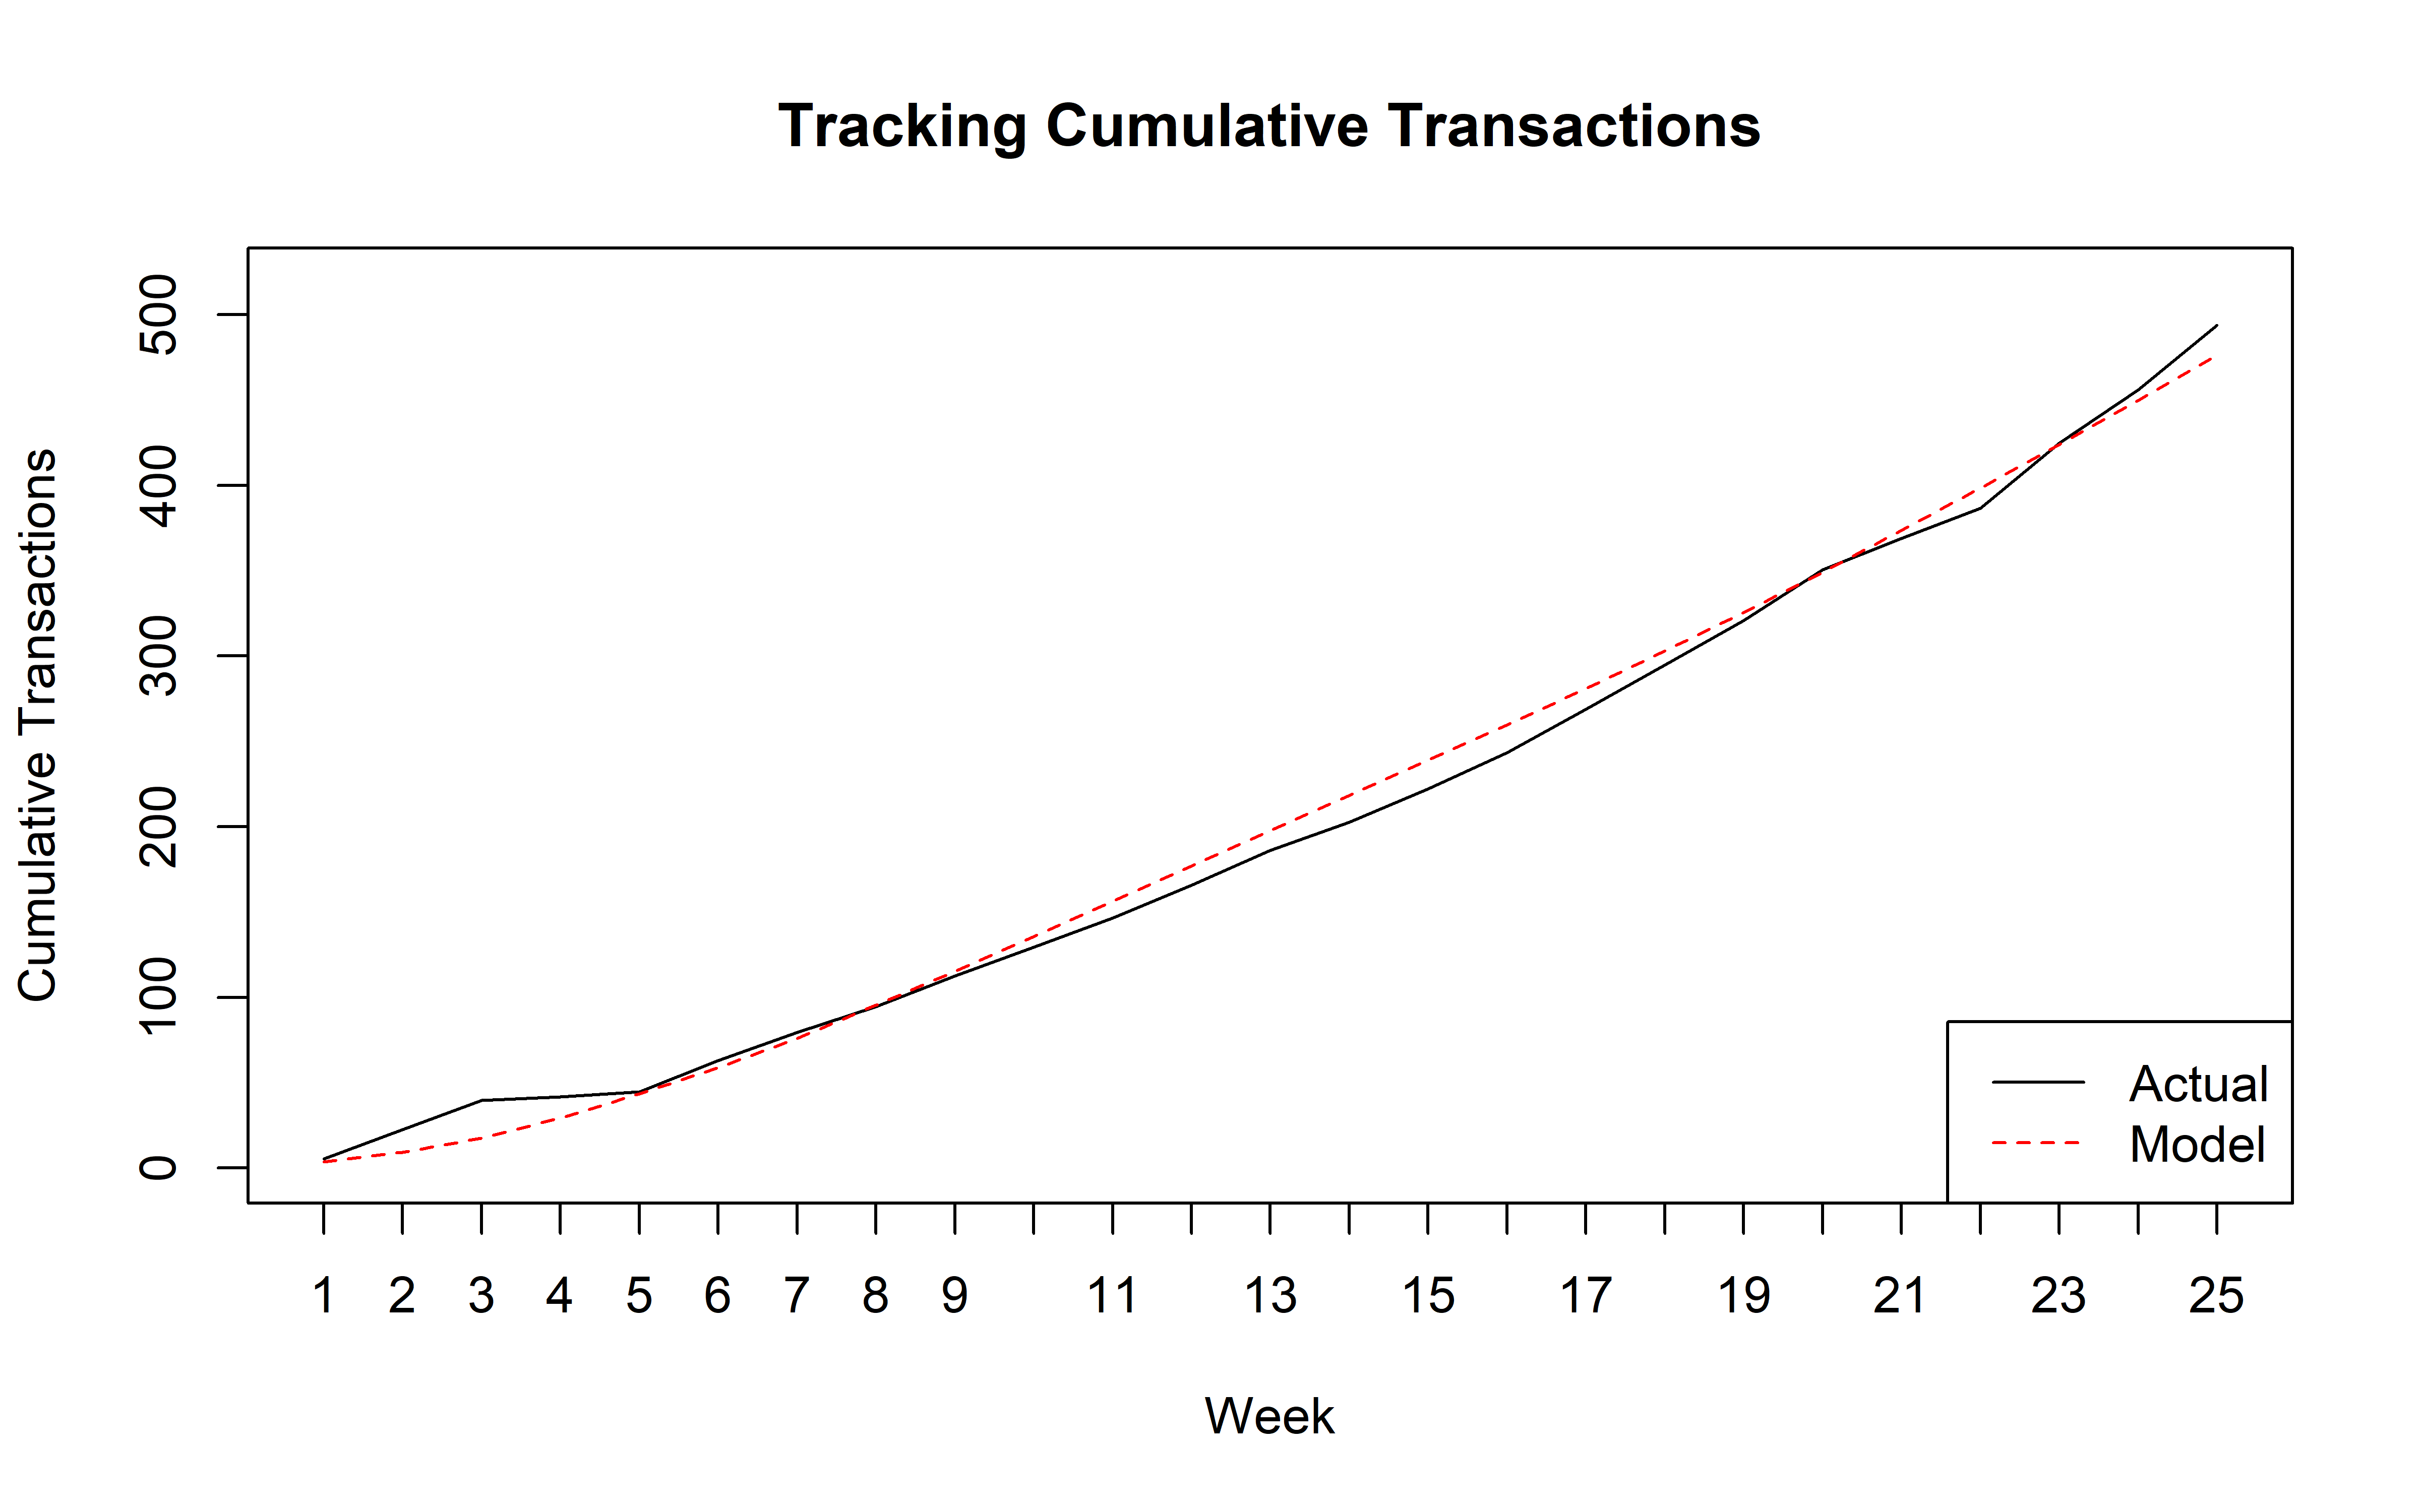 Tracking Cumulative Transactions
Cumulative Transactions
500
400
300
200
100
0
Actual
Model
1 2 3 4 5 6 7 8 9 11 13 15 17 19 21 23 25
Week